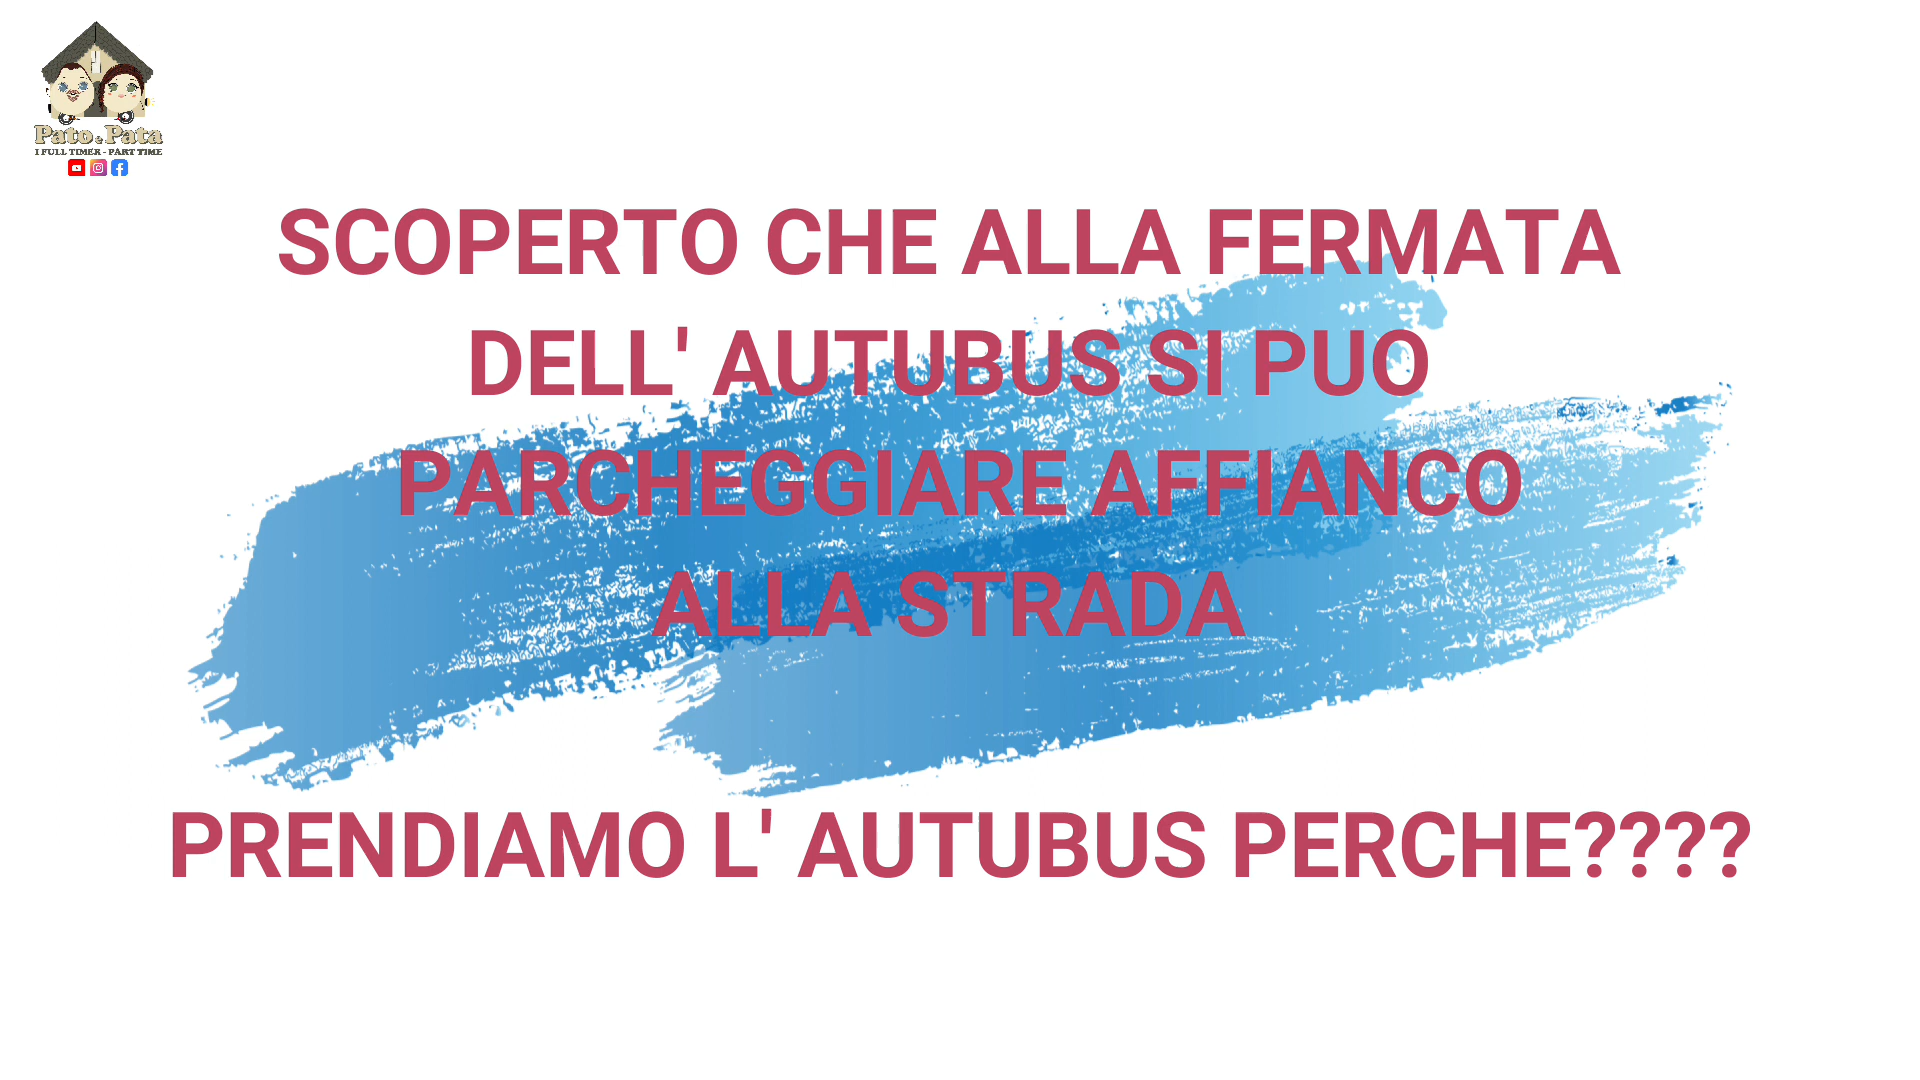 Pato e Pata
I FULL TIMER - PART TIME
SCOPERTO CHE ALLA FERMATA
DELL' AUTUBUS SI PUO
PARCHEGGIARE AFFIANCO
ALLA STRADA
PRENDIAMO L' AUTUBUS PERCHE????